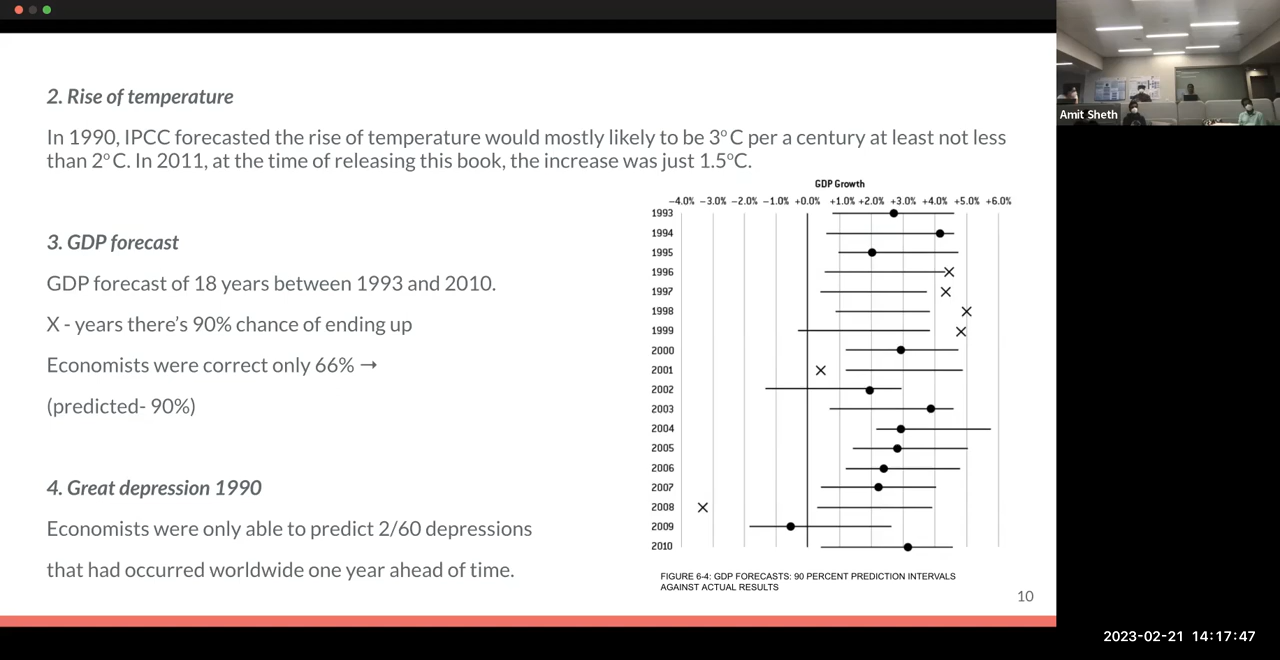 2. Rise of temperature
In 1990, IPCC forecasted the rise of temperature would mostly likely to be 3°C per a century at least not less
than 2°C. In 2011, at the time of releasing this book, the increase was just 1.5°C.
3. GDP forecast
GDP forecast of 18 years between 1993 and 2010.
X - years there's 90% chance of ending up
Economists were correct only 66% →
(predicted- 90%)
4. Great depression 1990
Economists were only able to predict 2/60 depressions
that had occurred worldwide one year ahead of time.
GDP Growth
−4.0% −3.0% −2.0% −1.0% +0.0% +1.0% +2.0% +3.0% +4.0% +5.0% +6.0%
1993
1994
1995
1996
1997
1998
1999
2000
2001
2002
2003
2004
2005
2006
2007
2008
2009
2010
FIGURE 6-4: GDP FORECASTS: 90 PERCENT PREDICTION INTERVALS
AGAINST ACTUAL RESULTS
10
Amit Sheth
2023-02-21 14:17:47